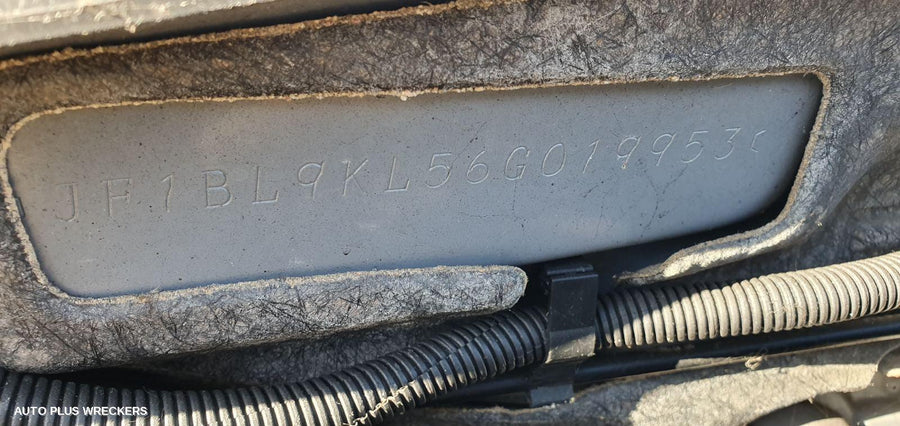 JF1BL9KL56G019953
AUTO PLUS WRECKERS